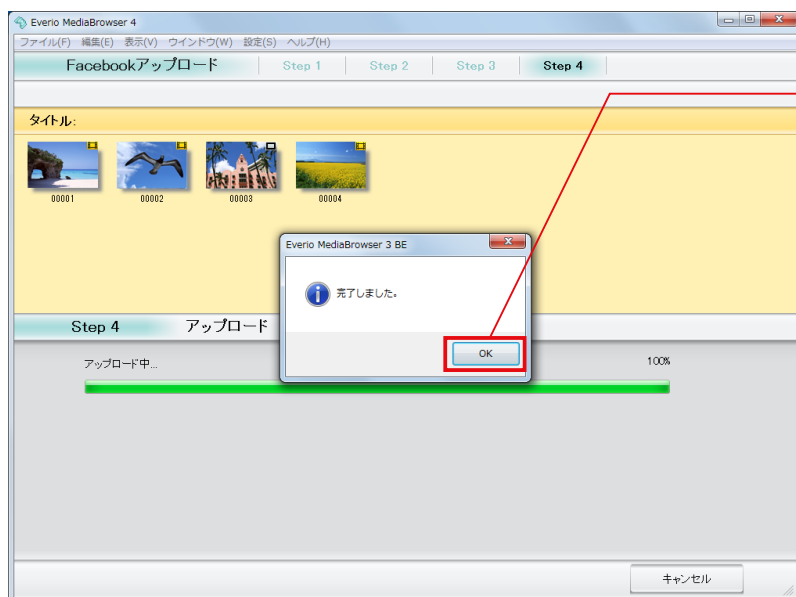 Everio MediaBrowser 4
ファイル(F) 編集(E) 表示(V) ウインドウ(W) 設定(S) ヘルプ(H)
Facebookアップロード Step 1 Step 2 Step 3 Step 4
タイトル:
00001 00002 00003 00004
Everio MediaBrowser 3 BE
完了しました。
OK
Step 4 アップロード
アップロード中... 100%
キャンセル